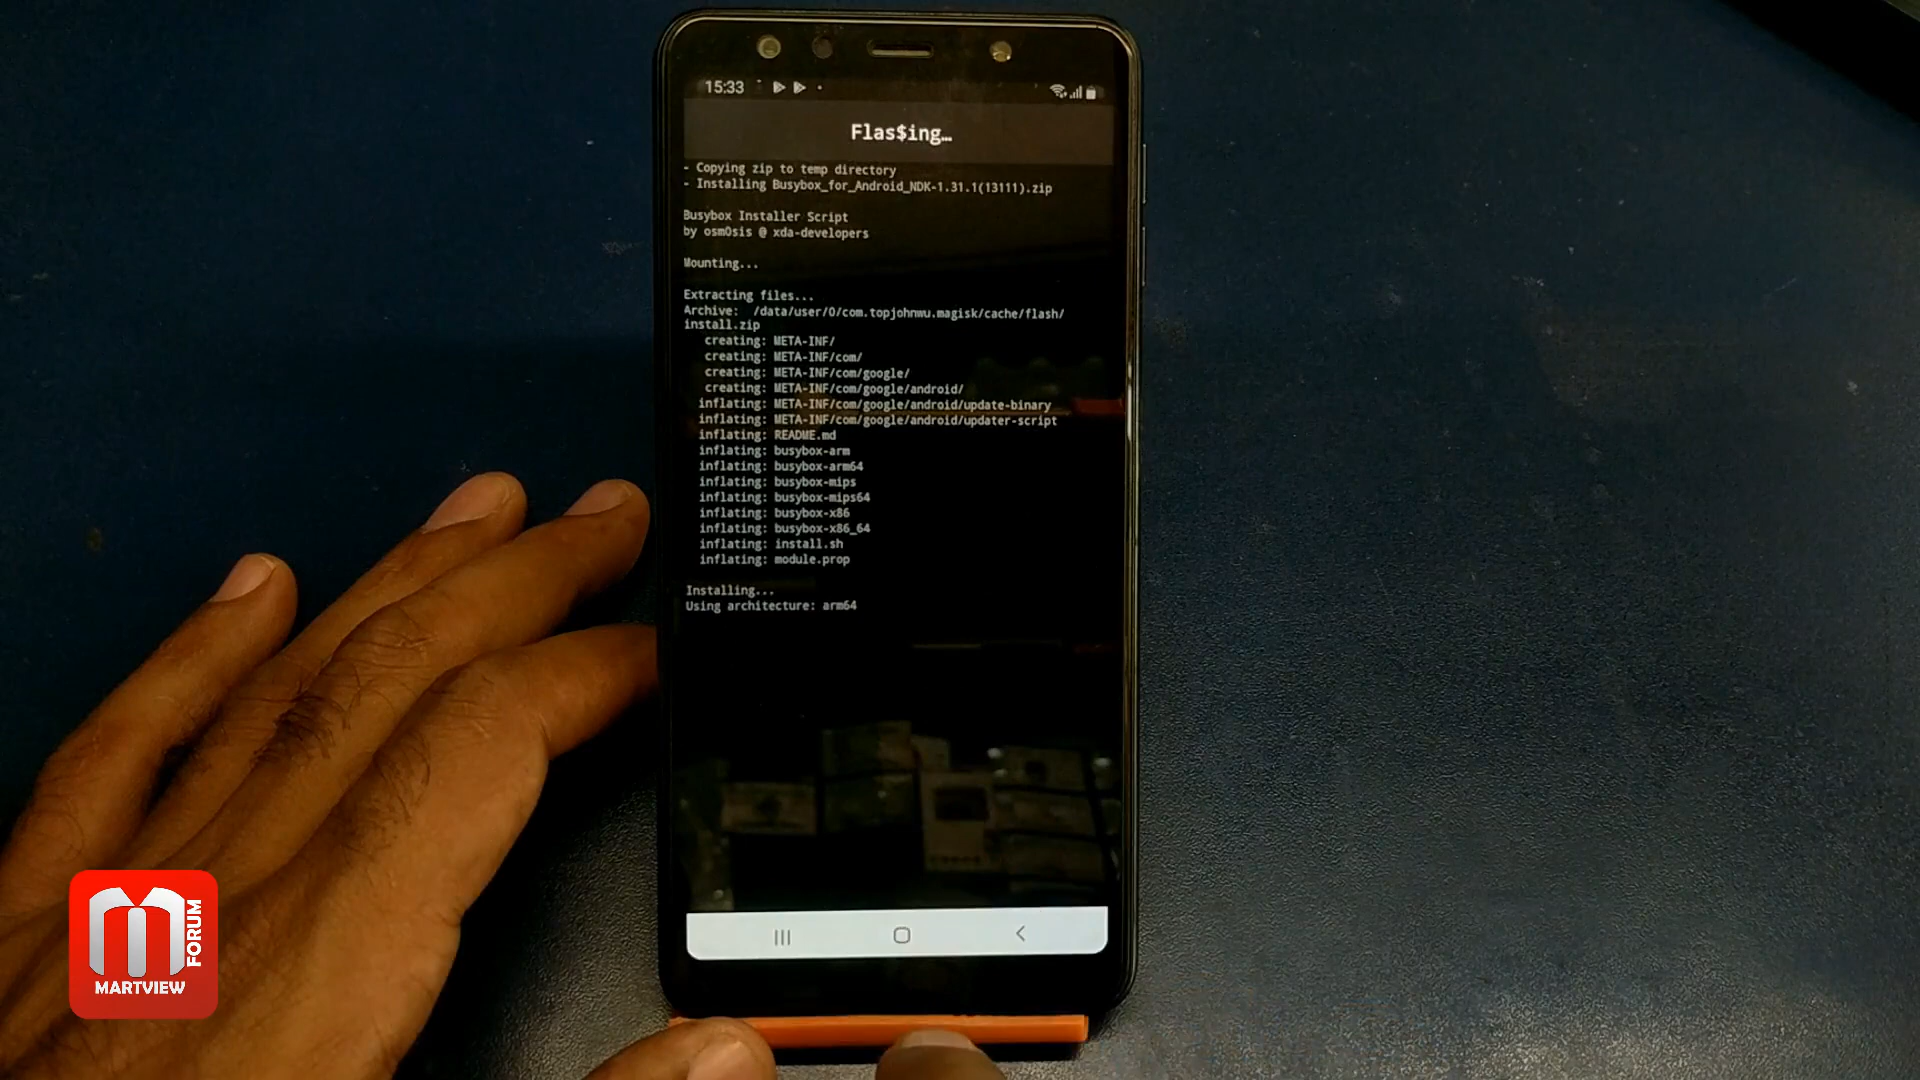 15:33
Flas$ing…
- Copying zip to temp directory
- Installing Busybox_for_Android_NDK-1.31.1(13111).zip
Busybox Installer Script
by osm0sis @ xda-developers
Mounting...
Extracting files...
Archive:  /data/user/0/com.topjohnwu.magisk/cache/flash/
install.zip
creating: META-INF/
creating: META-INF/com/
creating: META-INF/com/google/
creating: META-INF/com/google/android/
inflating: META-INF/com/google/android/update-binary
inflating: META-INF/com/google/android/updater-script
inflating: README.md
inflating: busybox-arm
inflating: busybox-arm64
inflating: busybox-mips
inflating: busybox-mips64
inflating: busybox-x86
inflating: busybox-x86_64
inflating: install.sh
inflating: module.prop
Installing...
Using architecture: arm64
FORUM
MARTVIEW